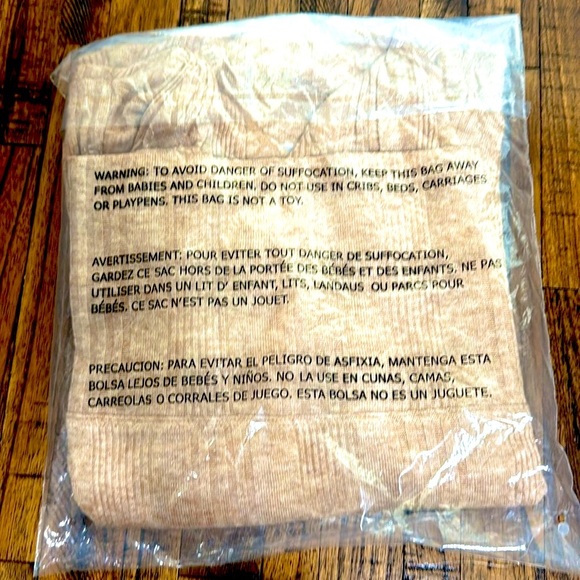 WARNING: TO AVOID DANGER OF SUFFOCATION, KEEP THIS BAG AWAY
FROM BABIES AND CHILDREN. DO NOT USE IN CRIBS, BEDS, CARRIAGES
OR PLAYPENS. THIS BAG IS NOT A TOY.
AVERTISSEMENT: POUR EVITER TOUT DANGER DE SUFFOCATION,
GARDEZ CE SAC HORS DE LA PORTÉE DES BÉBÉS ET DES ENFANTS. NE PAS
UTILISER DANS UN LIT D' ENFANT, LITS, LANDAUS OU PARCS POUR
BÉBÉS. CE SAC N'EST PAS UN JOUET.
PRECAUCION: PARA EVITAR EL PELIGRO DE ASFIXIA, MANTENGA ESTA
BOLSA LEJOS DE BEBÉS Y NIÑOS. NO LA USE EN CUNAS, CAMAS,
CARREOLAS O CORRALES DE JUEGO. ESTA BOLSA NO ES UN JUGUETE.